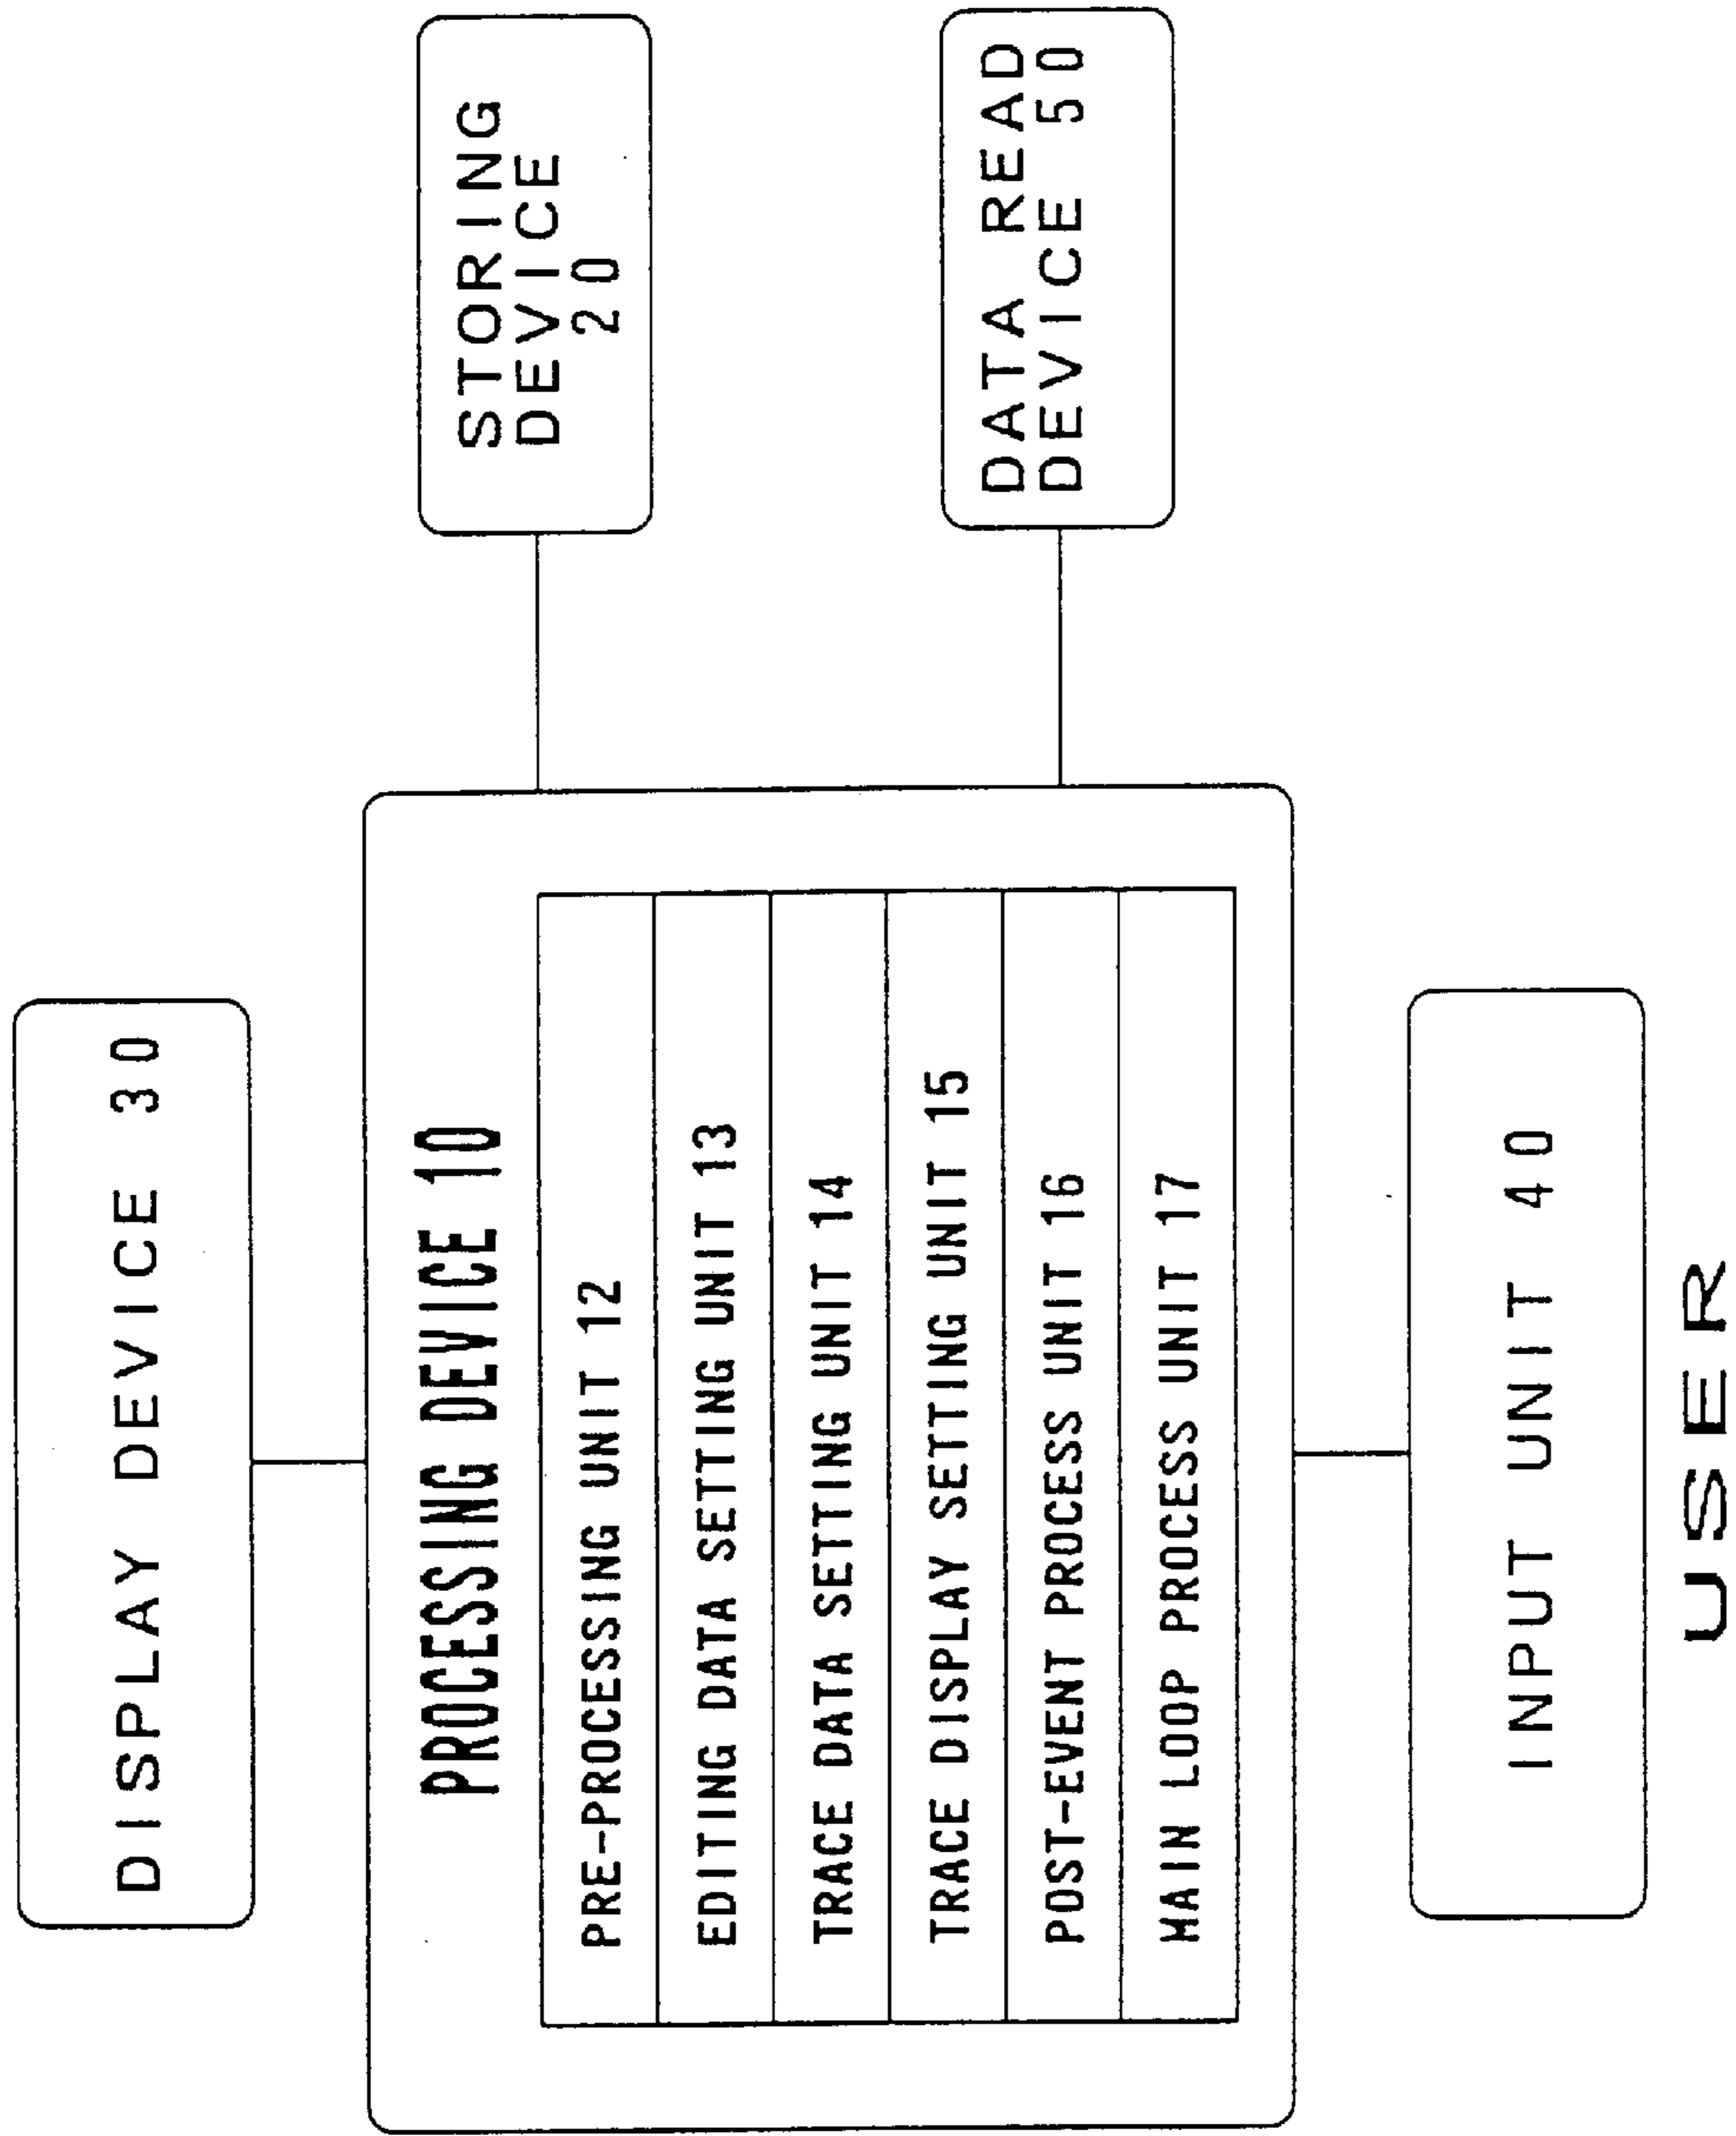 DISPLAY DEVICE 30
PROCESSING DEVICE 10
PRE-PROCESSING UNIT 12
EDITING DATA SETTING UNIT 13
TRACE DATA SETTING UNIT 14
TRACE DISPLAY SETTING UNIT 15
POST-EVENT PROCESS UNIT 16
MAIN LOOP PROCESS UNIT 17
STORING
DEVICE
20
DATA READ
DEVICE 50
INPUT UNIT 40
USER